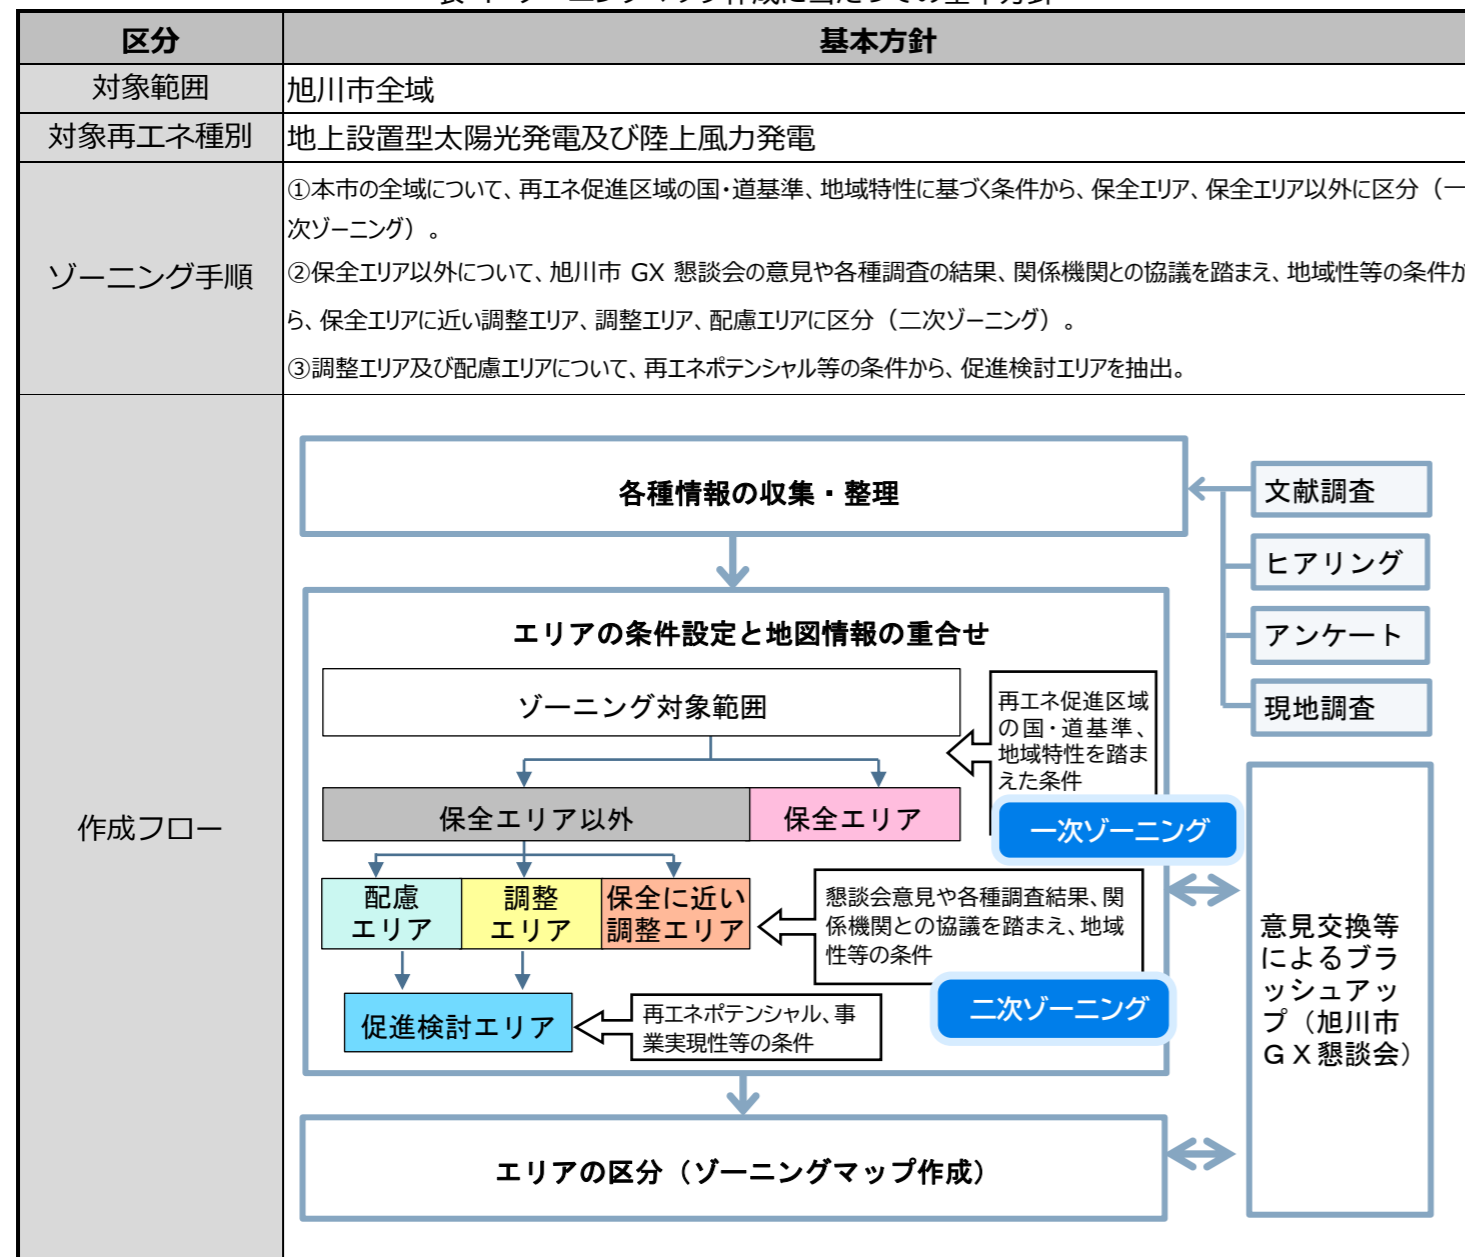 表 1 ゾーニングマップ作成に当たっての基本方針
区分
基本方針
対象範囲
旭川市全域
対象再エネ種別
地上設置型太陽光発電及び陸上風力発電
ゾーニング手順
①本市の全域について、再エネ促進区域の国・道基準、地域特性に基づく条件から、保全エリア、保全エリア以外に区分（一
次ゾーニング）。
②保全エリア以外について、旭川市 GX 懇談会の意見や各種調査の結果、関係機関との協議を踏まえ、地域性等の条件か
ら、保全エリアに近い調整エリア、調整エリア、配慮エリアに区分（二次ゾーニング）。
③調整エリア及び配慮エリアについて、再エネポテンシャル等の条件から、促進検討エリアを抽出。
作成フロー
各種情報の収集・整理
文献調査
ヒアリング
アンケート
現地調査
エリアの条件設定と地図情報の重合せ
ゾーニング対象範囲
再エネ促進区域
の国・道基準、
地域特性を踏ま
えた条件
保全エリア以外
保全エリア
一次ゾーニング
配慮
エリア
調整
エリア
保全に近い
調整エリア
懇談会意見や各種調査結果、関
係機関との協議を踏まえ、地域
性等の条件
二次ゾーニング
促進検討エリア
再エネポテンシャル、事
業実現性等の条件
意見交換等
によるブラ
ッシュアッ
プ（旭川市
ＧＸ懇談会）
エリアの区分（ゾーニングマップ作成）